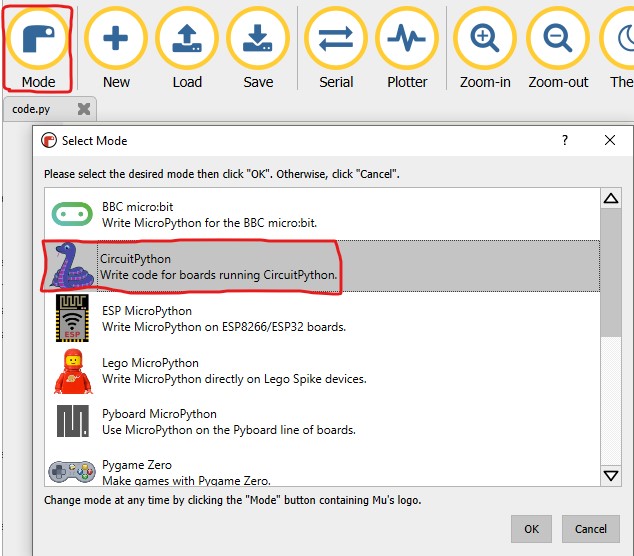 Mode
New
Load
Save
Serial
Plotter
Zoom-in
Zoom-out
The
code.py
Select Mode
?
Please select the desired mode then click "OK". Otherwise, click "Cancel".
BBC micro:bit
Write MicroPython for the BBC micro:bit.
CircuitPython
Write code for boards running CircuitPython.
ESP
ESP MicroPython
Write MicroPython on ESP8266/ESP32 boards.
Lego MicroPython
Write MicroPython directly on Lego Spike devices.
Pyboard MicroPython
Use MicroPython on the Pyboard line of boards.
Pygame Zero
Make games with Pygame Zero.
Change mode at any time by clicking the "Mode" button containing Mu's logo.
OK
Cancel